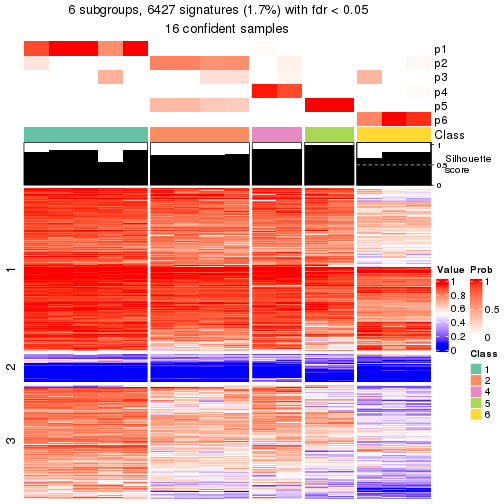 6 subgroups, 6427 signatures (1.7%) with fdr < 0.05
16 confident samples
p1
p2
p3
p4
p5
p6
Class
1
0.5
0
Silhouette
score
1
2
3
Value
1
0.8
0.6
0.4
0.2
0
Prob
1
0.5
0
Class
1
2
4
5
6